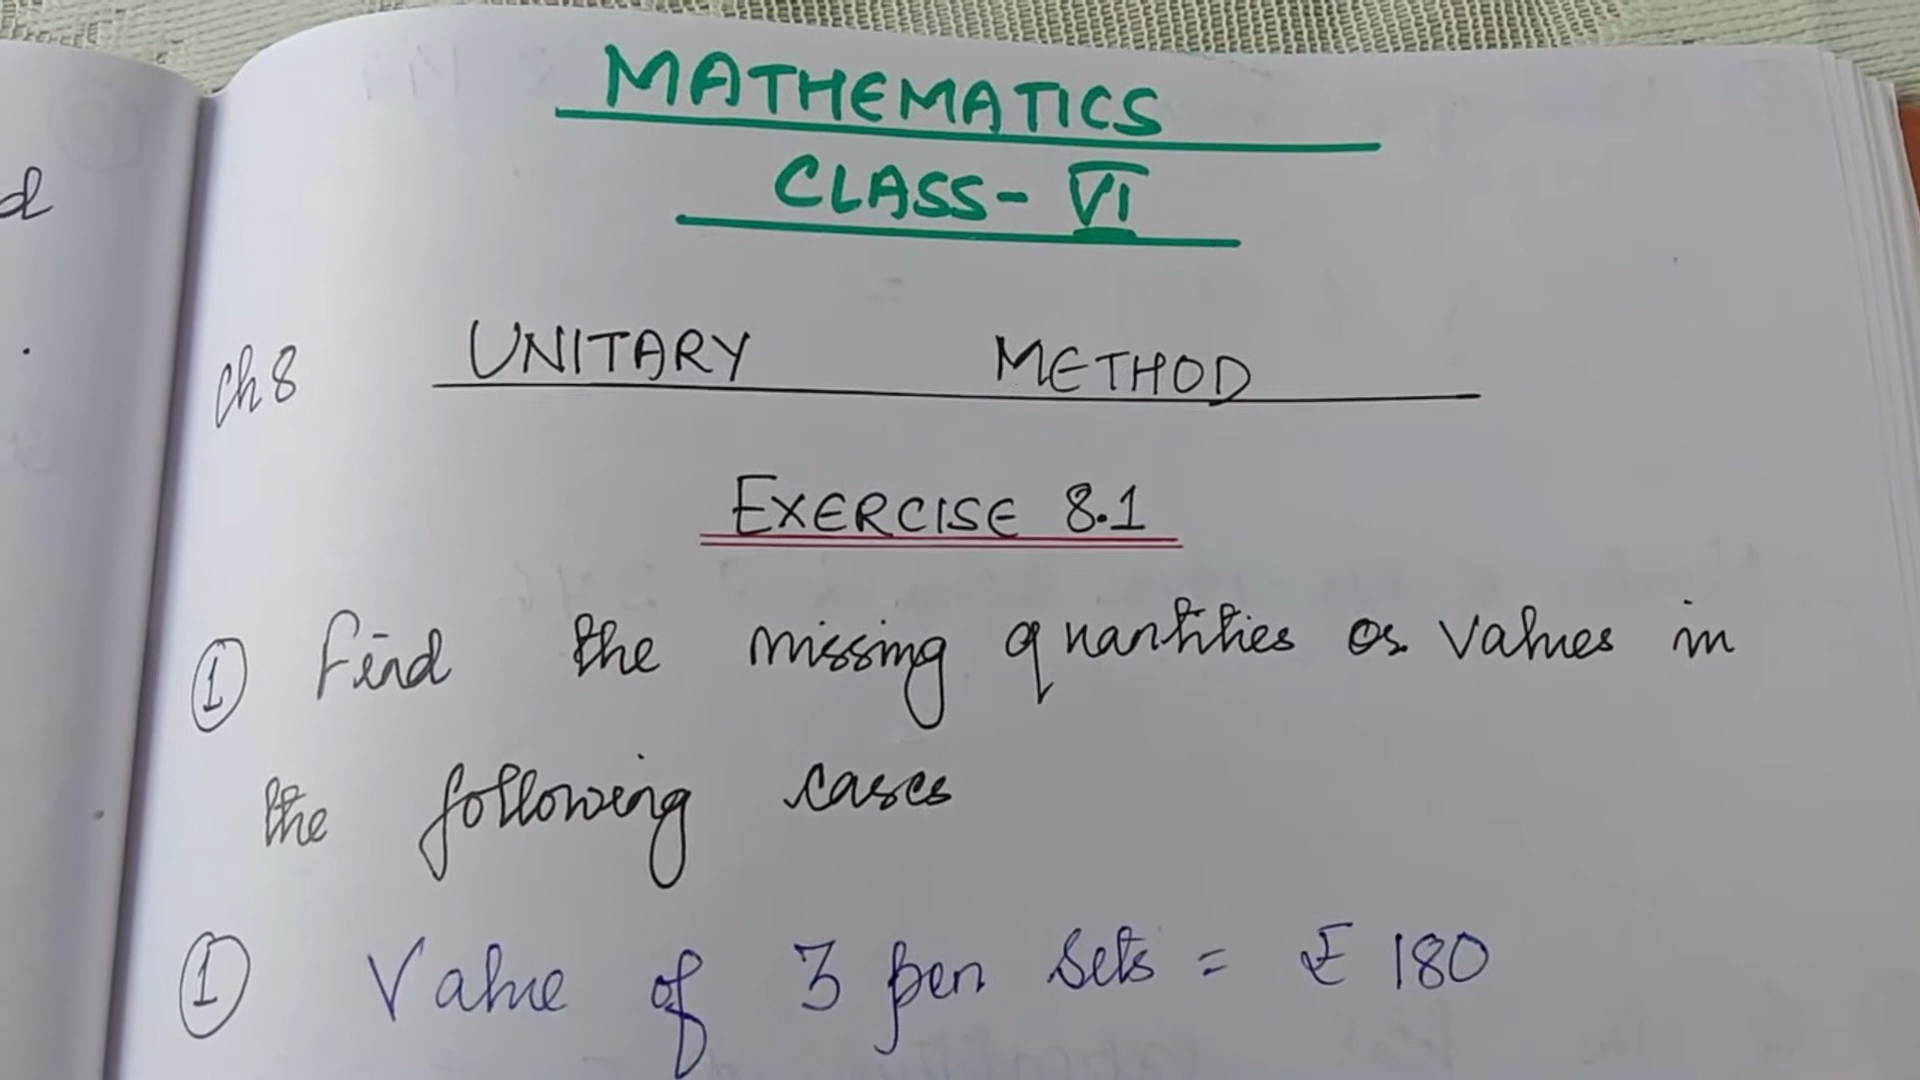 MATHEMATICS
CLASS- VI
Ch 8 UNITARY METHOD
EXERCISE 8.1
① Find the missing quantities or values in
the following cases
① Value of 3 pen sets = ₹ 180
d